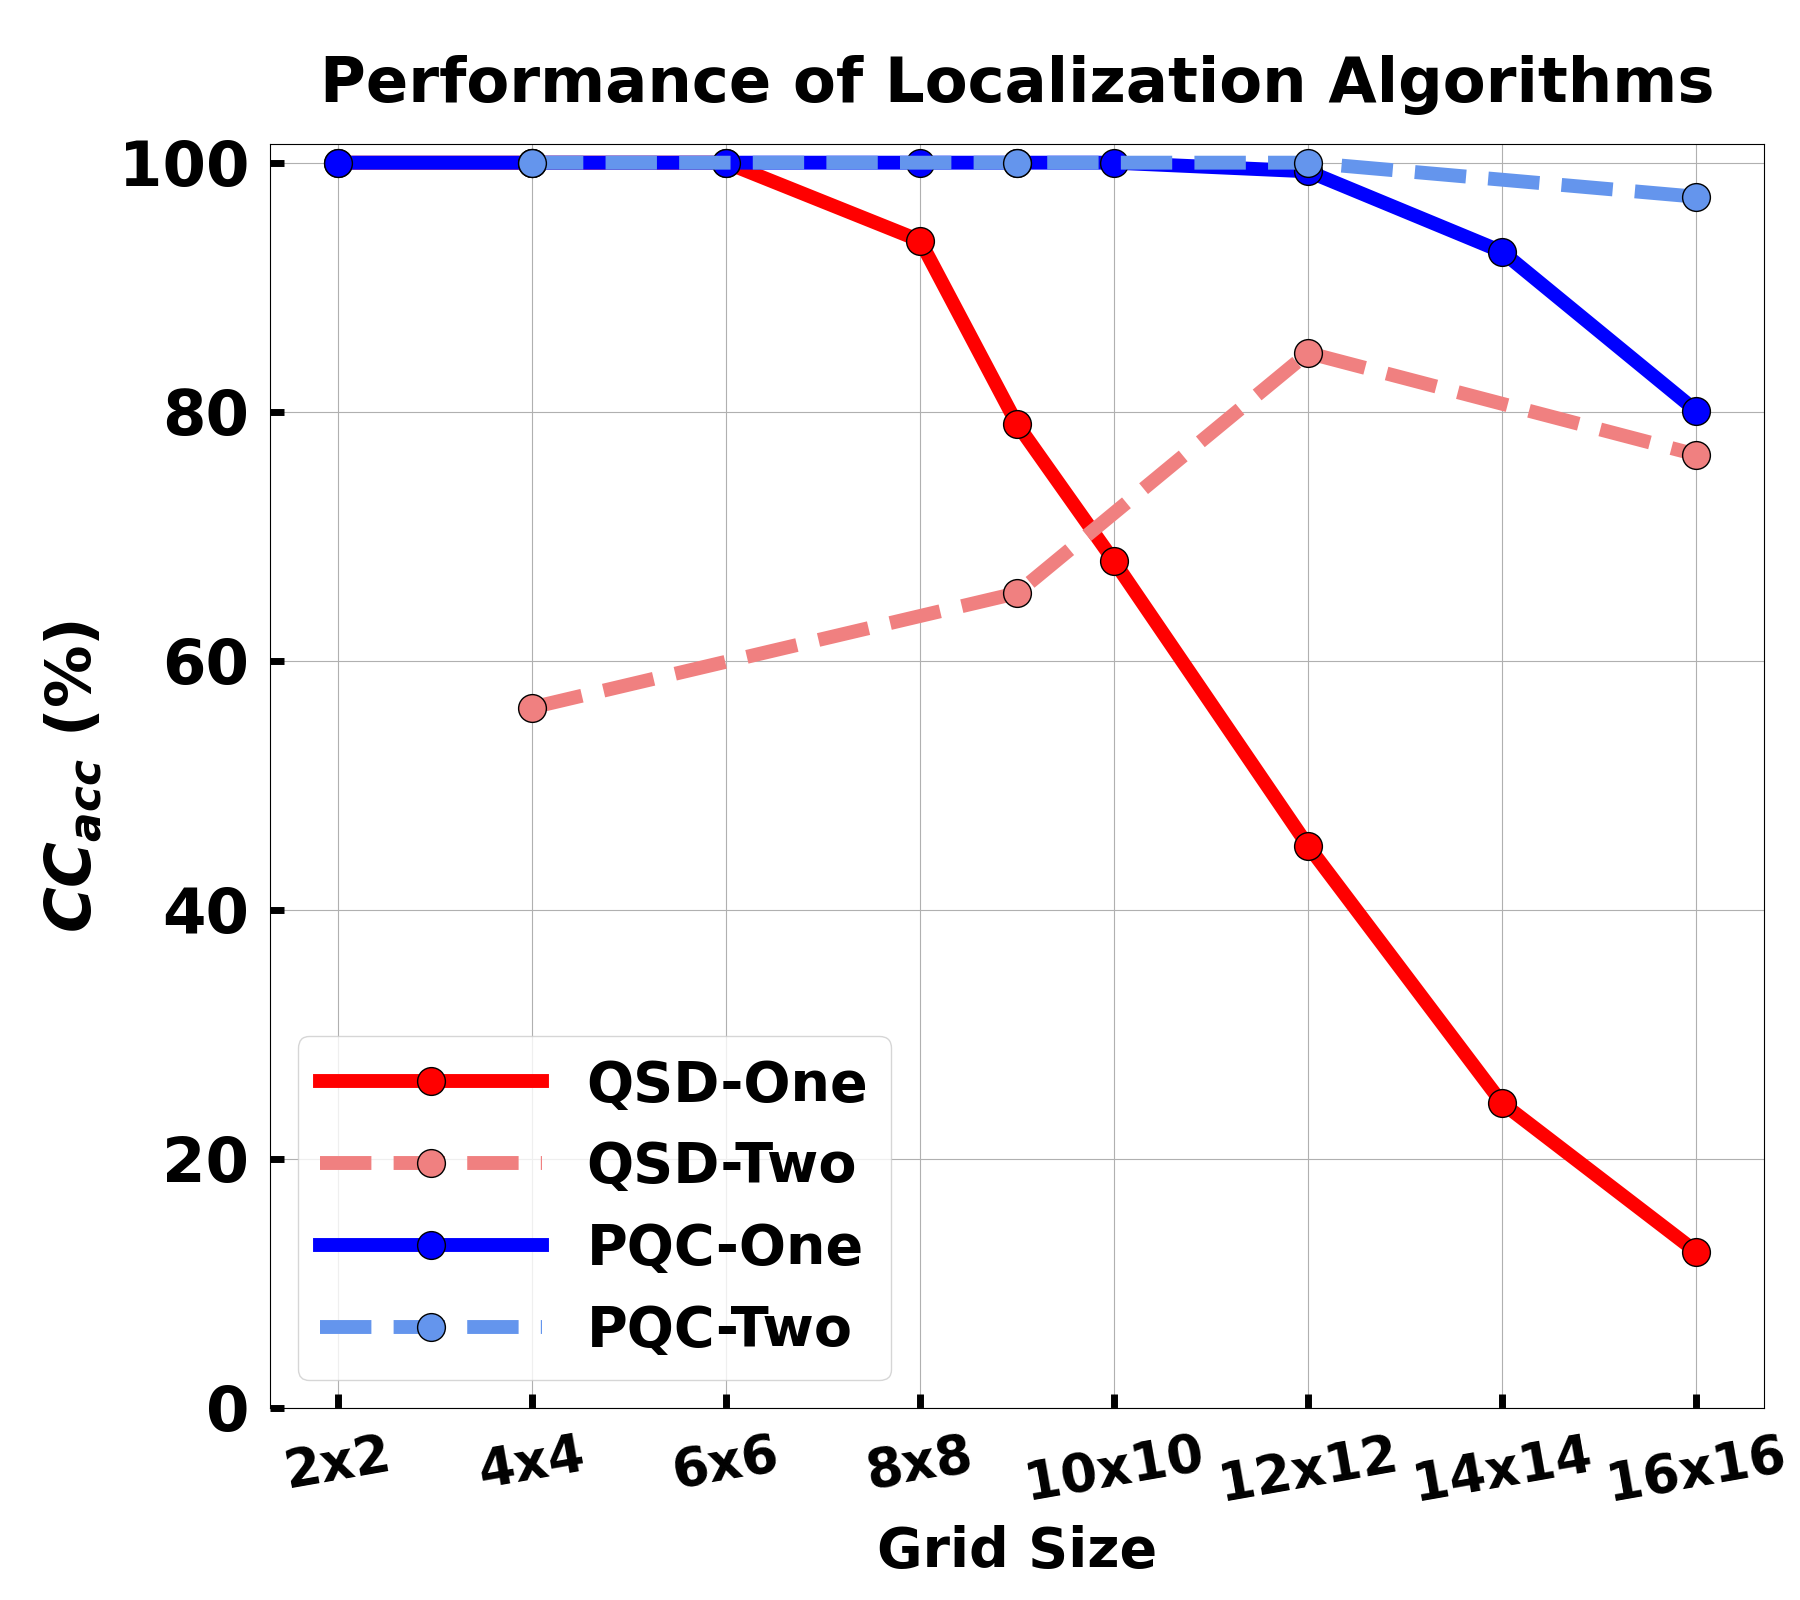 Performance of Localization Algorithms
CC_acc (%)
100
80
60
40
20
0
QSD-One
QSD-Two
PQC-One
PQC-Two
2x2
4x4
6x6
8x8
10x10
12x12
14x14
16x16
Grid Size